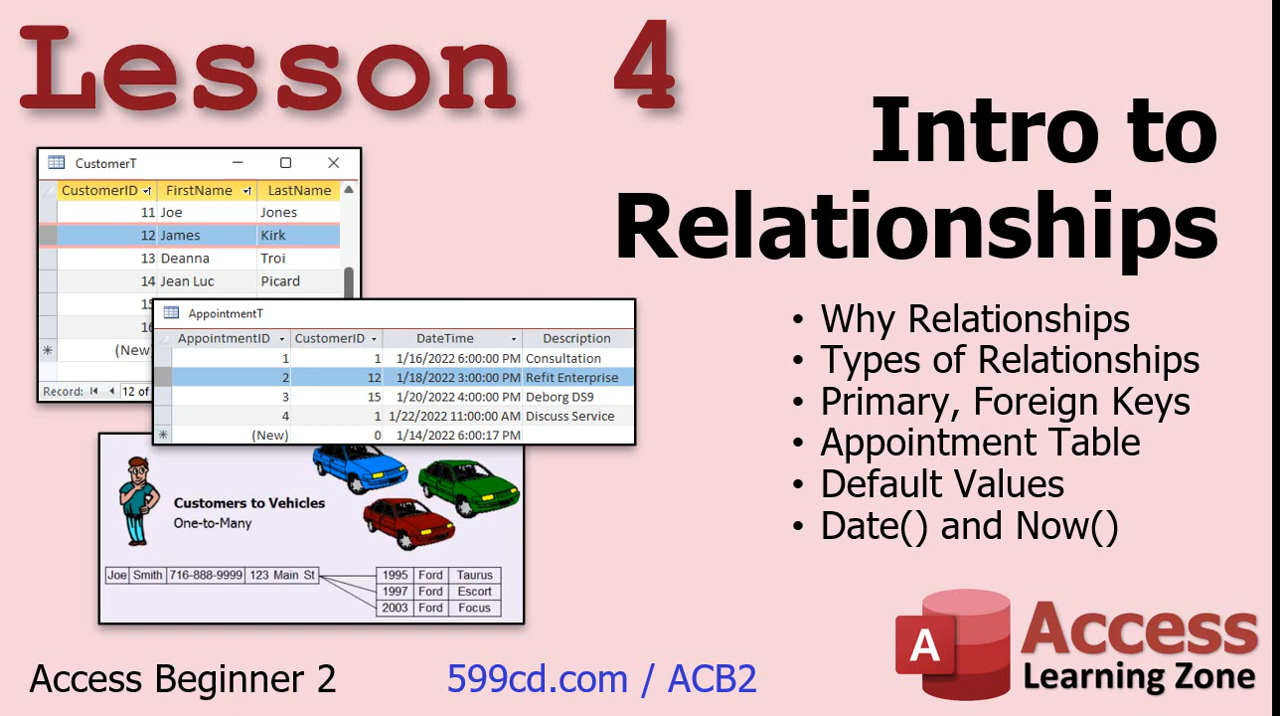 Lesson 4
Intro to
Relationships
CustomerT
CustomerID FirstName LastName
11 Joe Jones
12 James Kirk
13 Deanna Troi
14 Jean Luc Picard
15
16
* (New)
Record: 12 of
AppointmentT
AppointmentID CustomerID DateTime Description
1 1 1/16/2022 6:00:00 PM Consultation
2 12 1/18/2022 3:00:00 PM Refit Enterprise
3 15 1/20/2022 4:00:00 PM Deborg DS9
4 1 1/22/2022 11:00:00 AM Discuss Service
* (New) 0 1/14/2022 6:00:17 PM
Customers to Vehicles
One-to-Many
Joe Smith 716-888-9999 123 Main St
1995 Ford Taurus
1997 Ford Escort
2003 Ford Focus
• Why Relationships
• Types of Relationships
• Primary, Foreign Keys
• Appointment Table
• Default Values
• Date() and Now()
Access Beginner 2
599cd.com / ACB2
A
Access
Learning Zone